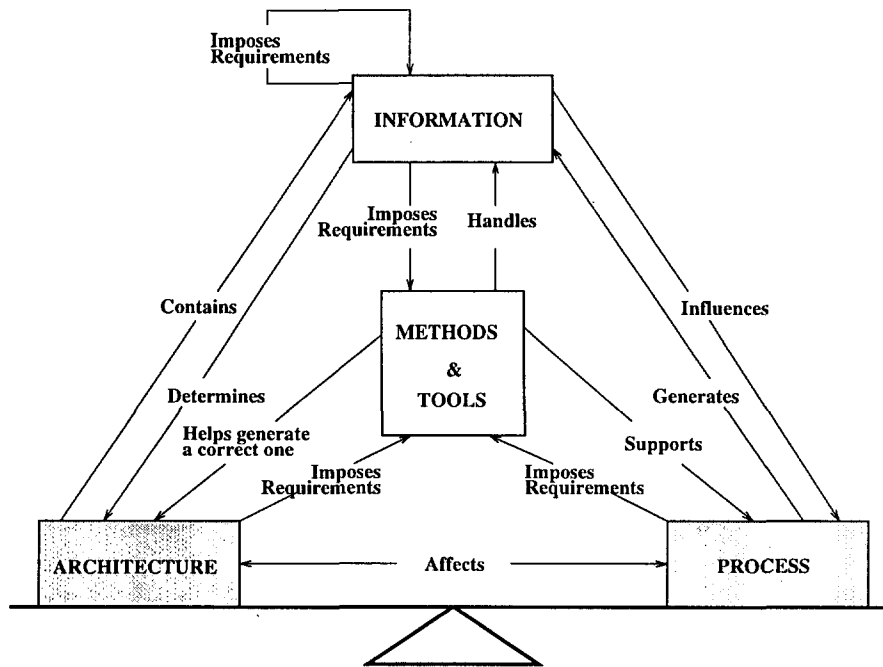 Imposes
Requirements
INFORMATION
Imposes
Requirements
Handles
Contains
Influences
METHODS
&
TOOLS
Determines
Generates
Helps generate
a correct one
Supports
Imposes
Requirements
Imposes
Requirements
ARCHITECTURE
Affects
PROCESS